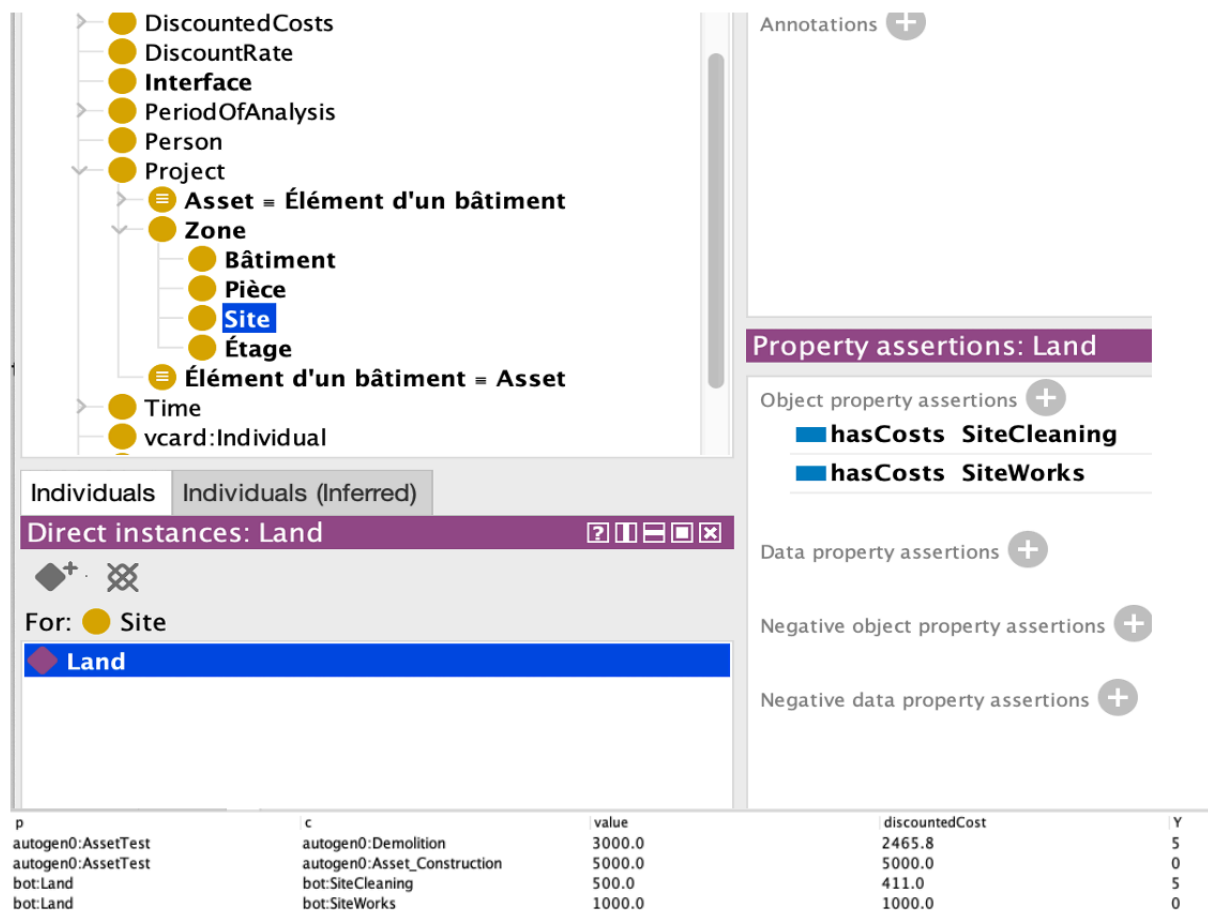 DiscountedCosts
DiscountRate
Interface
PeriodOfAnalysis
Person
Project
Asset ≡ Élément d'un bâtiment
Zone
Bâtiment
Pièce
Site
Étage
Élément d'un bâtiment ≡ Asset
Time
vcard:Individual
Individuals Individuals (Inferred)
Direct instances: Land
For: Site
Land
Annotations
Property assertions: Land
Object property assertions
hasCosts SiteCleaning
hasCosts SiteWorks
Data property assertions
Negative object property assertions
Negative data property assertions
p c value discountedCost Y
autogen0:AssetTest autogen0:Demolition 3000.0 2465.8 5
autogen0:AssetTest autogen0:Asset_Construction 5000.0 5000.0 0
bot:Land bot:SiteCleaning 500.0 411.0 5
bot:Land bot:SiteWorks 1000.0 1000.0 0